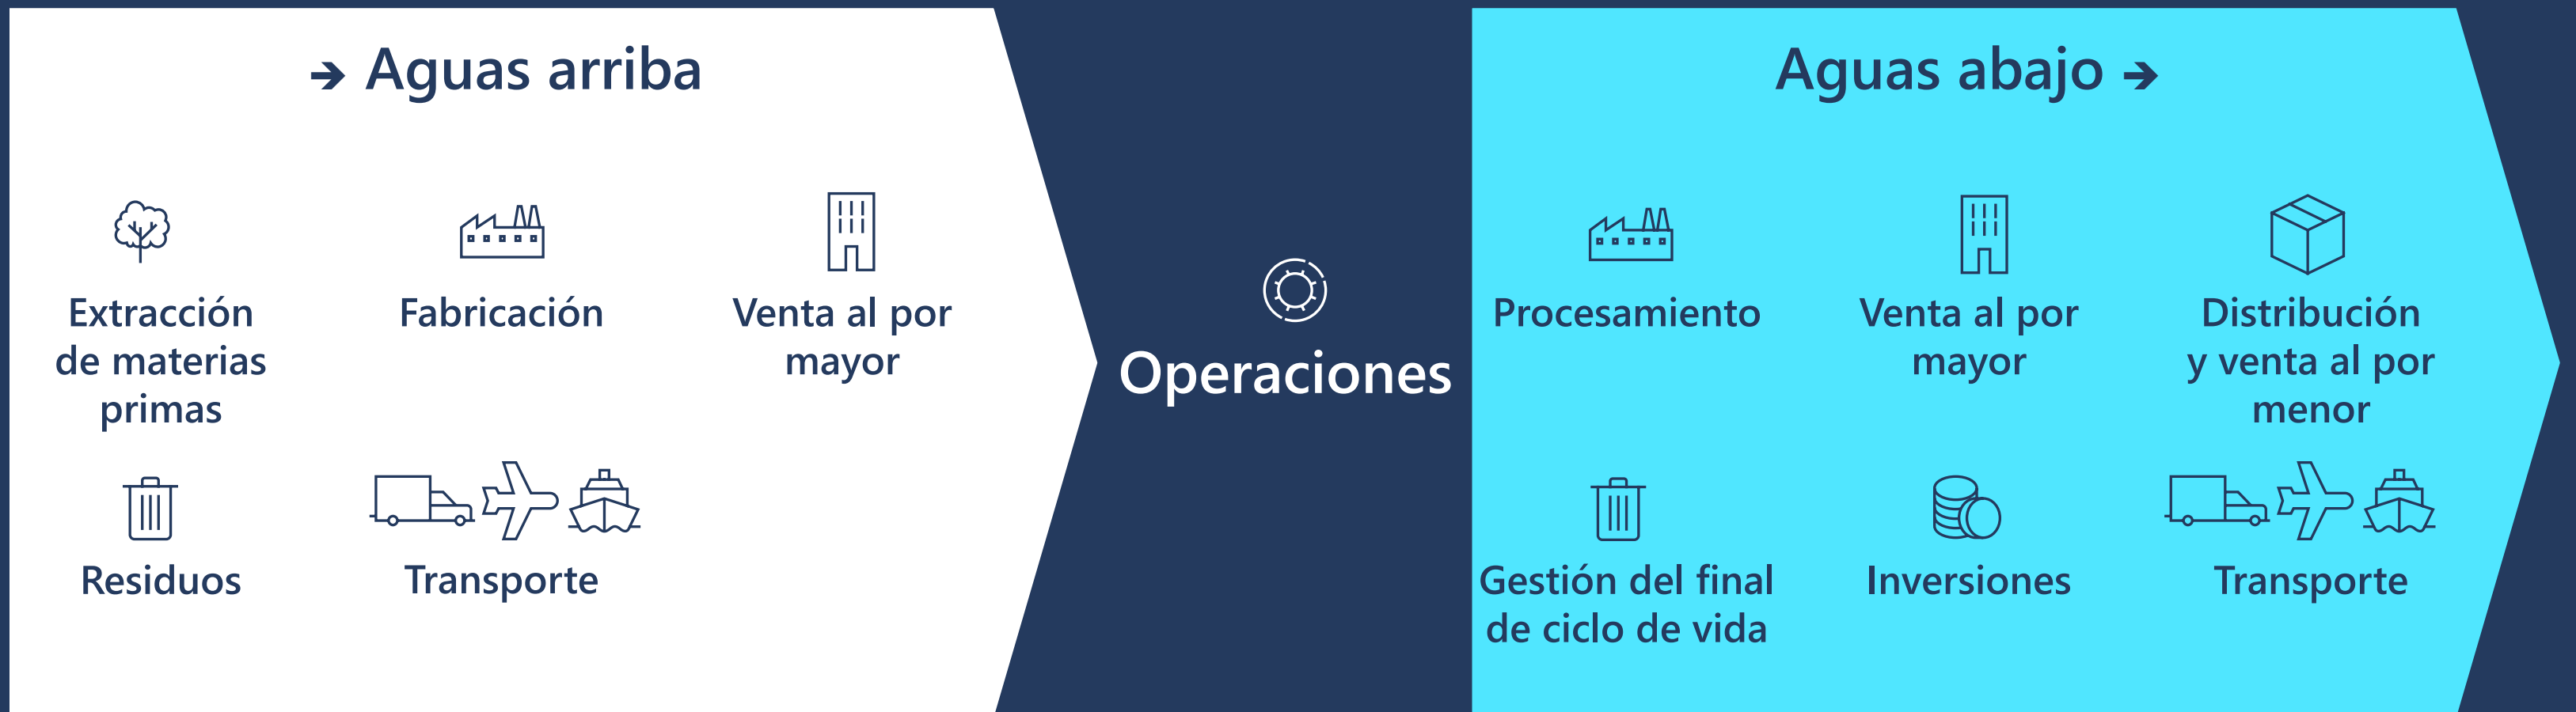 → Aguas arriba
Extracción
de materias
primas
Fabricación
Venta al por
mayor
Residuos
Transporte
Operaciones
Aguas abajo →
Procesamiento
Venta al por
mayor
Distribución
y venta al por
menor
Gestión del final
de ciclo de vida
Inversiones
Transporte